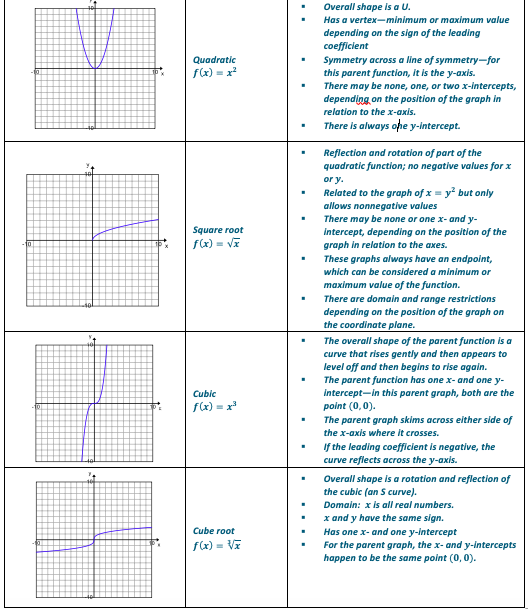 Overall shape is a U.
Has a vertex—minimum or maximum value
depending on the sign of the leading
coefficient
Symmetry across a line of symmetry—for
this parent function, it is the y-axis.
There may be none, one, or two x-intercepts,
depending on the position of the graph in
relation to the x-axis.
There is always one y-intercept.
Quadratic
f(x) = x²
10
-10
10 x
-10
Reflection and rotation of part of the
quadratic function; no negative values for x
or y.
Related to the graph of x = y² but only
allows nonnegative values
There may be none or one x- and y-
intercept, depending on the position of the
graph in relation to the axes.
These graphs always have an endpoint,
which can be considered a minimum or
maximum value of the function.
There are domain and range restrictions
depending on the position of the graph on
the coordinate plane.
Square root
f(x) = √x
y
10
-10
10 x
-10
The overall shape of the parent function is a
curve that rises gently and then appears to
level off and then begins to rise again.
The parent function has one x- and one y-
intercept—in this parent graph, both are the
point (0, 0).
The parent graph skims across either side of
the x-axis where it crosses.
If the leading coefficient is negative, the
curve reflects across the y-axis.
Cubic
f(x) = x³
y
10
-10
10
-10
Overall shape is a rotation and reflection of
the cubic (an S curve).
Domain: x is all real numbers.
x and y have the same sign.
Has one x- and one y-intercept
For the parent graph, the x- and y-intercepts
happen to be the same point (0, 0).
Cube root
f(x) = ∛x
y
10
-10
10 x
-10